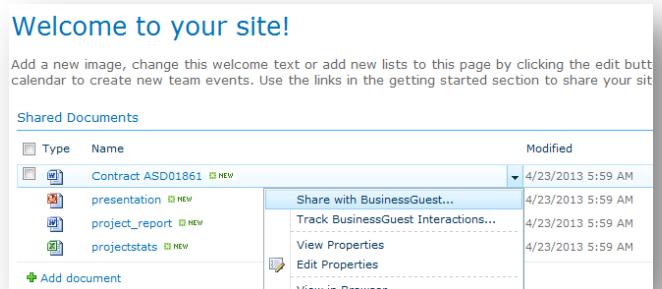 Welcome to your site!
Add a new image, change this welcome text or add new lists to this page by clicking the edit butt
calendar to create new team events. Use the links in the getting started section to share your sit
Shared Documents
Type Name Modified
Contract ASD01861 NEW 4/23/2013 5:59 AM
presentation NEW Share with BusinessGuest... 4/23/2013 5:59 AM
Track BusinessGuest Interactions...
project_report NEW 4/23/2013 5:59 AM
View Properties
projectstats NEW 4/23/2013 5:59 AM
Edit Properties
Add document
View in Browser